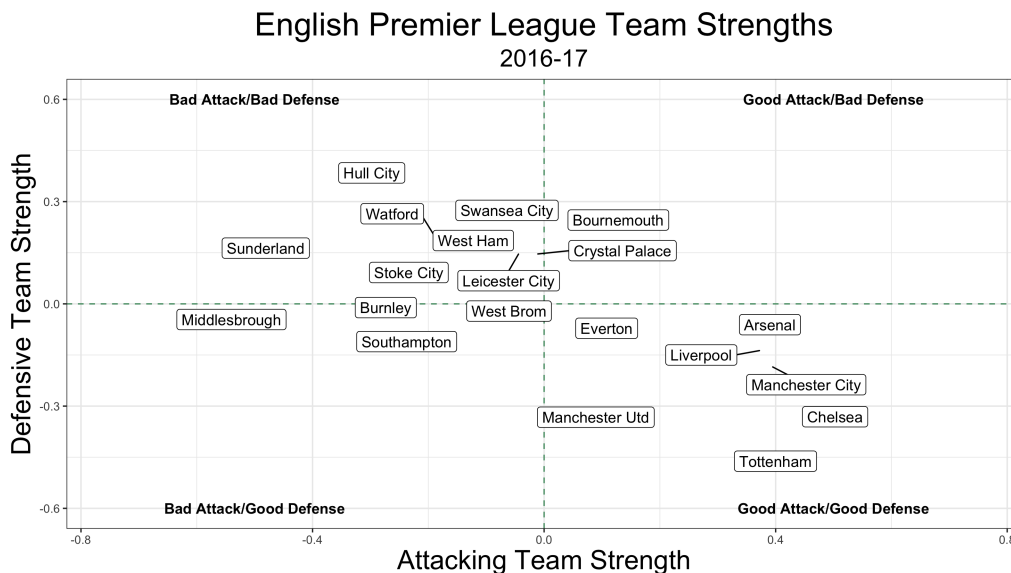 English Premier League Team Strengths
2016-17
Bad Attack/Bad Defense
Good Attack/Bad Defense
Hull City
Watford
Swansea City
Bournemouth
West Ham
Sunderland
Crystal Palace
Stoke City
Leicester City
Burnley
West Brom
Middlesbrough
Everton
Arsenal
Southampton
Liverpool
Manchester City
Manchester Utd
Chelsea
Tottenham
Bad Attack/Good Defense
Good Attack/Good Defense
Defensive Team Strength
0.6
0.3
0.0
-0.3
-0.6
-0.8
-0.4
0.0
0.4
0.8
Attacking Team Strength